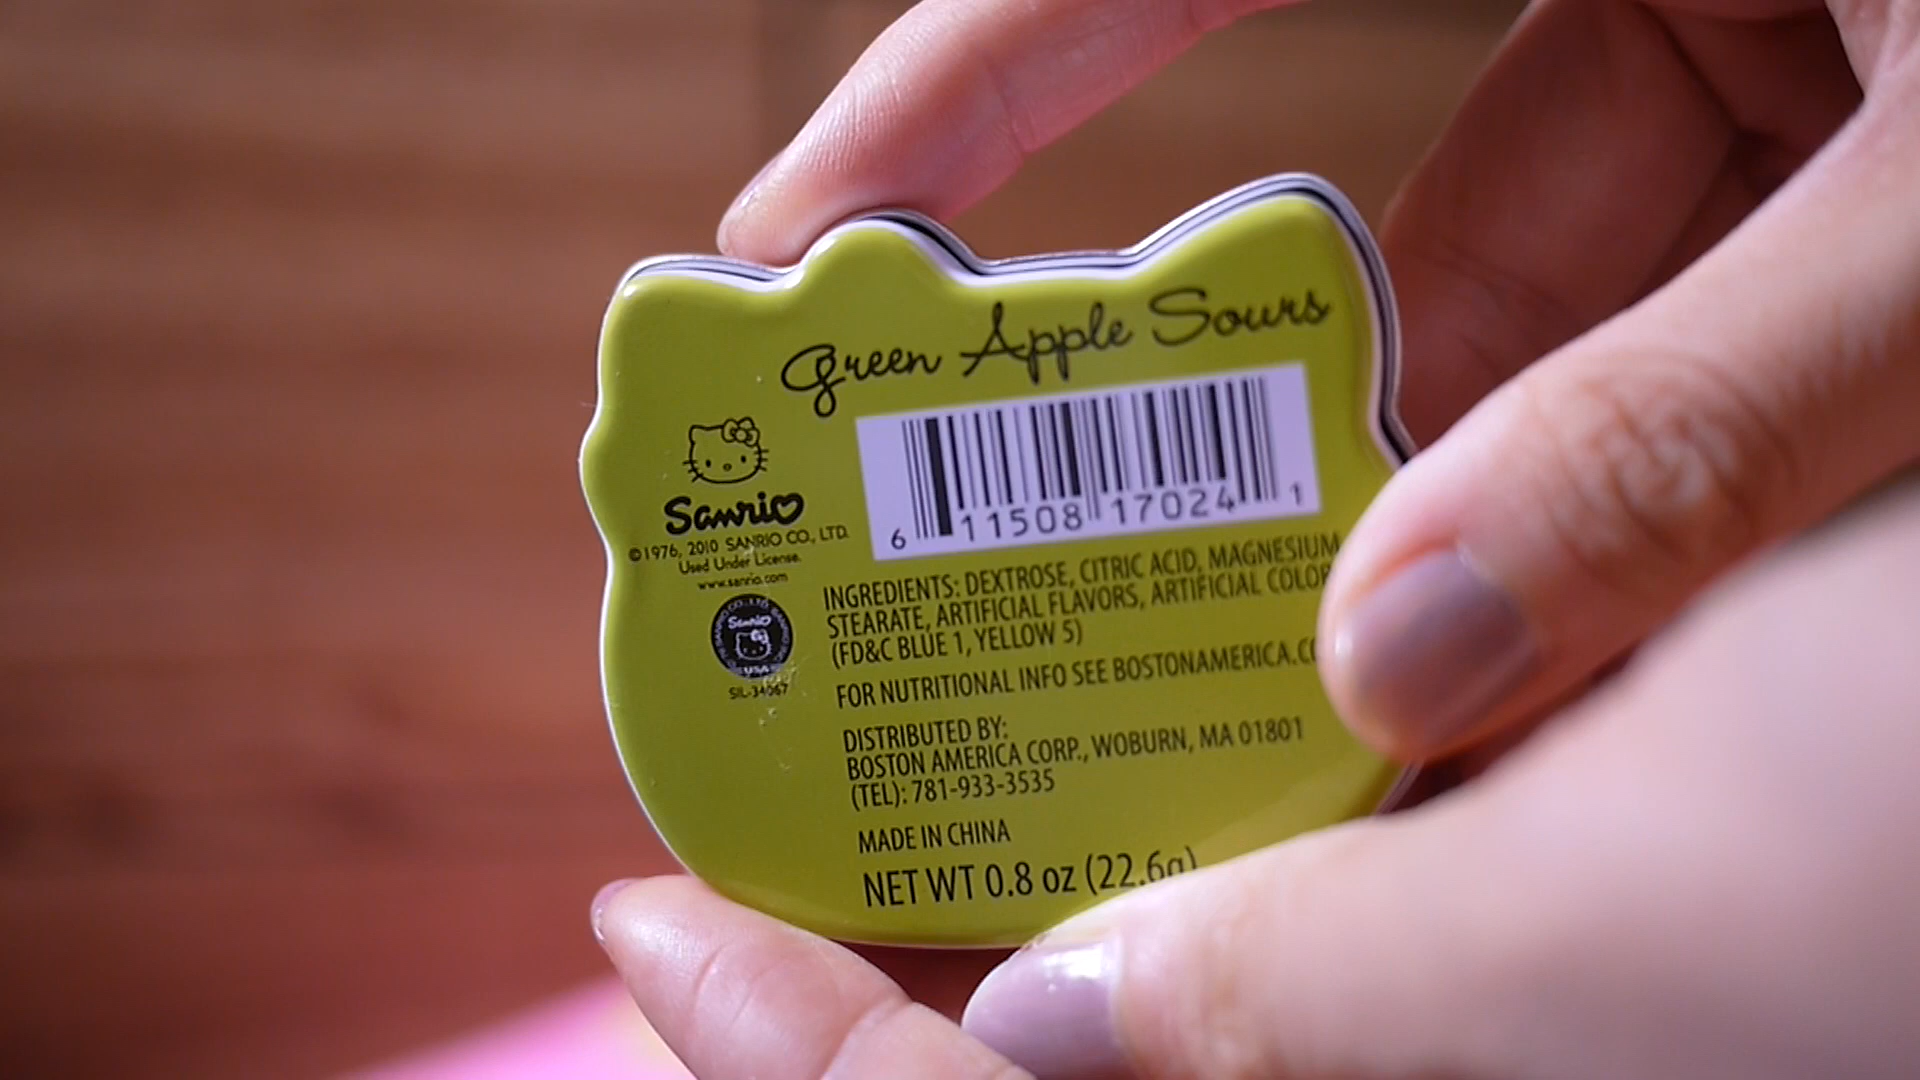 Green Apple Sours
Sanrio
©1976, 2010 SANRIO CO., LTD.
Used Under License.
www.sanrio.com
Sanrio
USA
SIL-34067
6 11508 17024 1
INGREDIENTS: DEXTROSE, CITRIC ACID, MAGNESIUM
STEARATE, ARTIFICIAL FLAVORS, ARTIFICIAL COLOR
(FD&C BLUE 1, YELLOW 5)
FOR NUTRITIONAL INFO SEE BOSTONAMERICA.CO
DISTRIBUTED BY:
BOSTON AMERICA CORP., WOBURN, MA 01801
(TEL): 781-933-3535
MADE IN CHINA
NET WT 0.8 oz (22.6g)